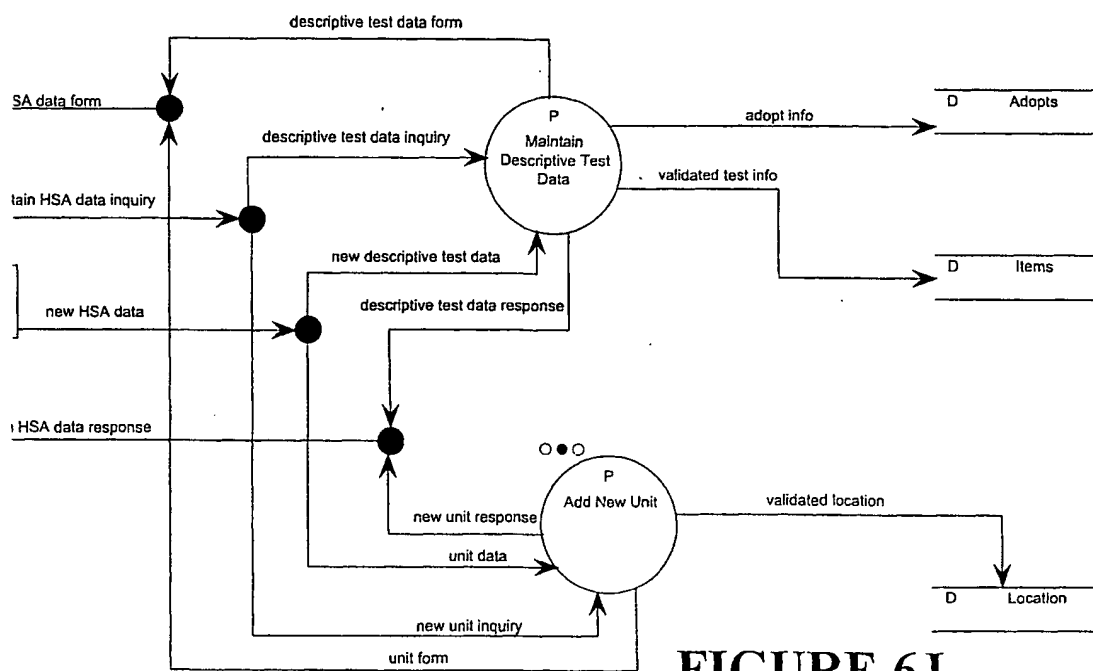 descriptive test data form
SA data form
P
Maintain
Descriptive Test
Data
D Adopts
adopt info
descriptive test data inquiry
validated test info
tain HSA data inquiry
new descriptive test data
D Items
descriptive test data response
new HSA data
HSA data response
P
Add New Unit
validated location
new unit response
unit data
D Location
new unit inquiry
unit form